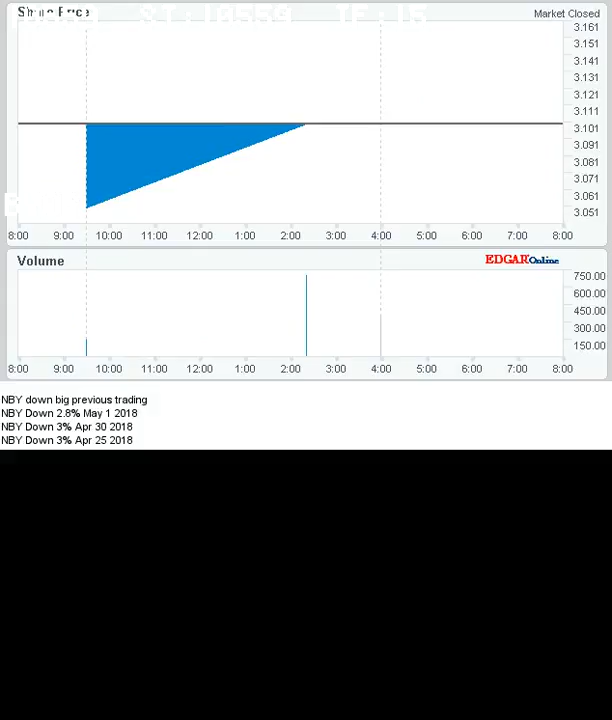 Share Price
Market Closed
3.161
3.151
3.141
3.131
3.121
3.111
3.101
3.091
3.081
3.071
3.061
3.051
8:00 9:00 10:00 11:00 12:00 1:00 2:00 3:00 4:00 5:00 6:00 7:00 8:00
Volume
EDGAROnline
750.00
600.00
450.00
300.00
150.00
8:00 9:00 10:00 11:00 12:00 1:00 2:00 3:00 4:00 5:00 6:00 7:00 8:00
NBY down big previous trading
NBY Down 2.8% May 1 2018
NBY Down 3% Apr 30 2018
NBY Down 3% Apr 25 2018